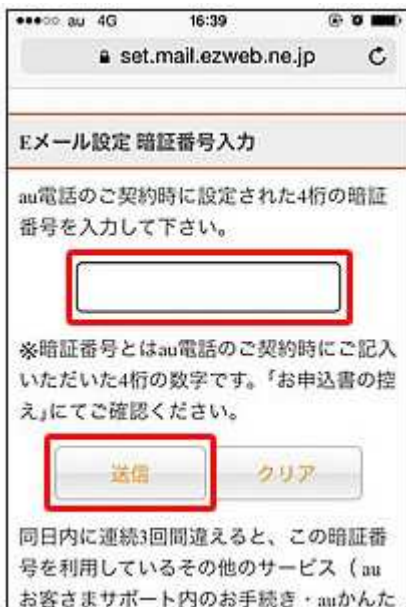 au 4G 16:39
set.mail.ezweb.ne.jp
Eメール設定 暗証番号入力
au電話のご契約時に設定された4桁の暗証
番号を入力して下さい。
※暗証番号とはau電話のご契約時にご記入
いただいた4桁の数字です。「お申込書の控
え」にてご確認ください。
送信 クリア
同日内に連続3回間違えると、この暗証番
号を利用しているその他のサービス（au
お客さまサポート内のお手続き・auかんた